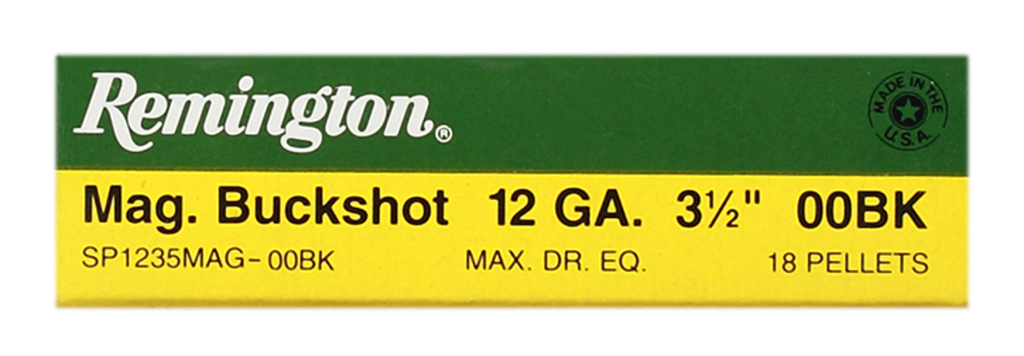 Remington®
MADE IN THE U.S.A.
Mag. Buckshot 12 GA. 3½" 00BK
SP1235MAG-00BK MAX. DR. EQ. 18 PELLETS